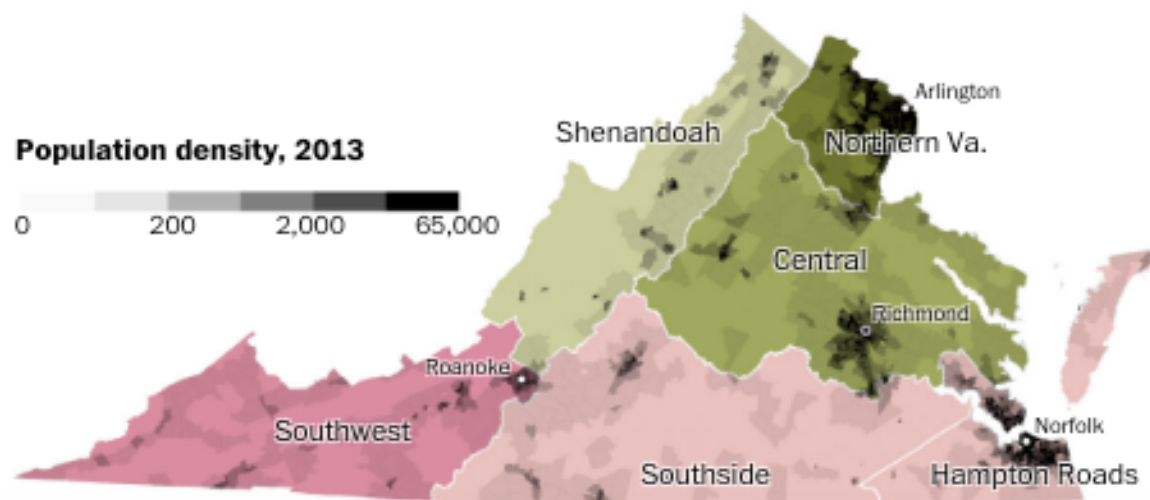 Population density, 2013
0 200 2,000 65,000
Shenandoah
Arlington
Northern Va.
Central
Richmond
Roanoke
Southwest
Norfolk
Southside
Hampton Roads